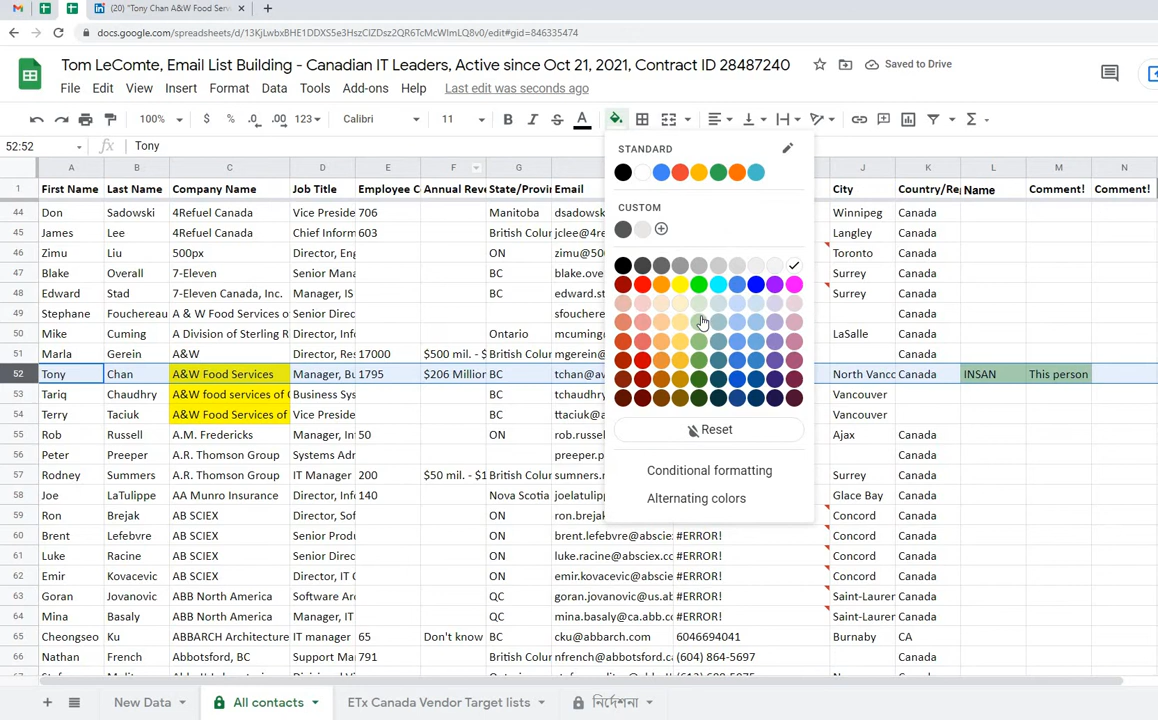 (20) "Tony Chan A&W Food Serv
docs.google.com/spreadsheets/d/13KjLwbxBHE1DDXS5e3HszCIZDsz2QR6TcMcWImLQ8v0/edit#gid=846335474
Tom LeComte, Email List Building - Canadian IT Leaders, Active since Oct 21, 2021, Contract ID 28487240 Saved to Drive
File Edit View Insert Format Data Tools Add-ons Help Last edit was seconds ago
100% $ % .0 .00 123 Calibri 11 B I S A
52:52 fx Tony
STANDARD
CUSTOM
Reset
Conditional formatting
Alternating colors
A B C D E F G J K L M N
1 First Name Last Name Company Name Job Title Employee C Annual Reve State/Provi Email City Country/Re Name Comment! Comment!
44 Don Sadowski 4Refuel Canada Vice Preside 706 Manitoba dsadows Winnipeg Canada
45 James Lee 4Refuel Canada Chief Inform 603 British Colur jclee@4r Langley Canada
46 Zimu Liu 500px Director, Eng ON zimu@50 Toronto Canada
47 Blake Overall 7-Eleven Senior Mana BC blake.ove Surrey Canada
48 Edward Stad 7-Eleven Canada, Inc. Manager, IS BC edward.st Surrey Canada
49 Stephane Fouchereau A & W Food Services Senior Mana sfouchere Canada
50 Mike Cuming A Division of Sterling R Director, IT Ontario mcuming LaSalle Canada
51 Marla Gerein A&W Director, Res 17000 $500 mil. - $ British Colur mgerein@ Canada
52 Tony Chan A&W Food Services Manager, Bu 1795 $206 Million BC tchan@aw North Vanco Canada INSAN This person
53 Tariq Chaudhry A&W food services of Business Sys BC tchaudhry Vancouver
54 Terry Taciuk A&W Food Services of Vice Preside BC ttaciuk@a Vancouver
55 Rob Russell A.M. Fredericks Manager, Inf 50 ON rob.russel Ajax Canada
56 Peter Preeper A.R. Thomson Group Systems Adr preeper.p Canada
57 Rodney Summers A.R. Thomson Group IT Manager 200 $50 mil. - $1 British Colur sumners.r Surrey Canada
58 Joe LaTulippe AA Munro Insurance Director, IT 140 Nova Scotia joelatulipp Glace Bay Canada
59 Ron Brejak AB SCIEX Director, Sof ON ron.brejak Concord Canada
60 Brent Lefebvre AB SCIEX Senior Produ ON brent.lefebvre@absciex #ERROR! Concord Canada
61 Luke Racine AB SCIEX Senior Direc ON luke.racine@absciex.cc #ERROR! Concord Canada
62 Emir Kovacevic AB SCIEX Director, IT C ON emir.kovacevic@abscie #ERROR! Concord Canada
63 Goran Jovanovic ABB North America Software Ar QC goran.jovanovic@us.ab #ERROR! Saint-Laurer Canada
64 Mina Basaly ABB North America Manager, IT QC mina.basaly@ca.abb.c #ERROR! Saint-Laurer Canada
65 Cheongseo Ku ABBARCH Architecture IT manager 65 Don't know BC cku@abbarch.com 6046694041 Burnaby CA
66 Nathan French Abbotsford, BC Support Ma 791 British Colur nfrench@abbotsford.ca (604) 864-5697 Canada
New Data All contacts ETx Canada Vendor Target lists নির্দেশনা